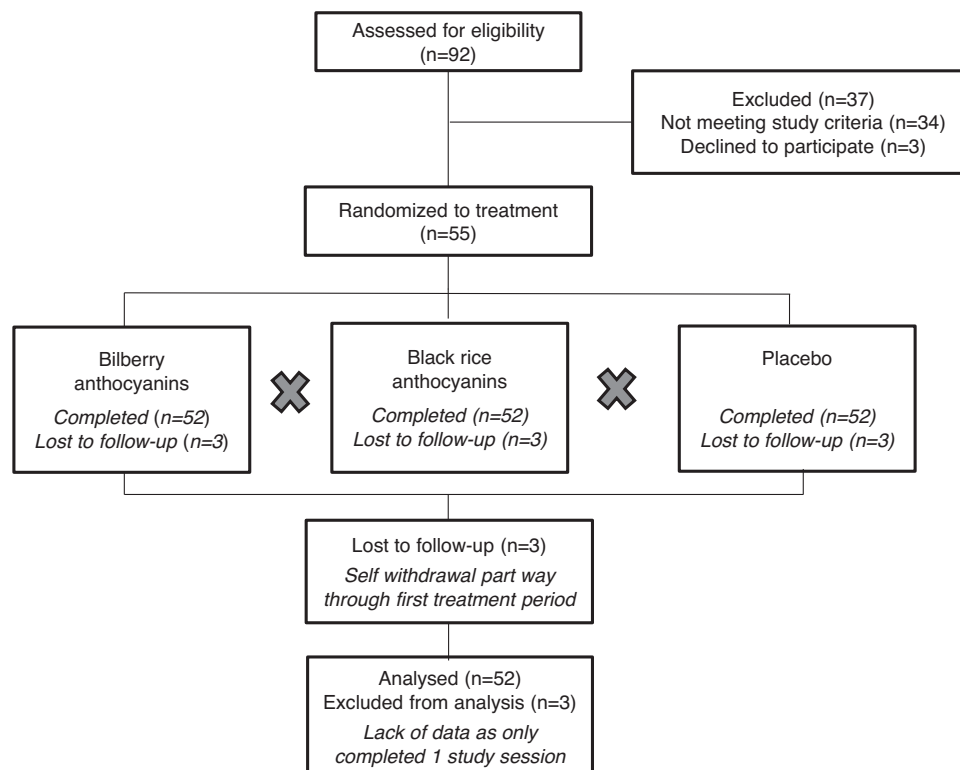 Assessed for eligibility
(n=92)
Excluded (n=37)
Not meeting study criteria (n=34)
Declined to participate (n=3)
Randomized to treatment
(n=55)
Bilberry
anthocyanins
Completed (n=52)
Lost to follow-up (n=3)
Black rice
anthocyanins
Completed (n=52)
Lost to follow-up (n=3)
Placebo
Completed (n=52)
Lost to follow-up (n=3)
Lost to follow-up (n=3)
Self withdrawal part way
through first treatment period
Analysed (n=52)
Excluded from analysis (n=3)
Lack of data as only
completed 1 study session